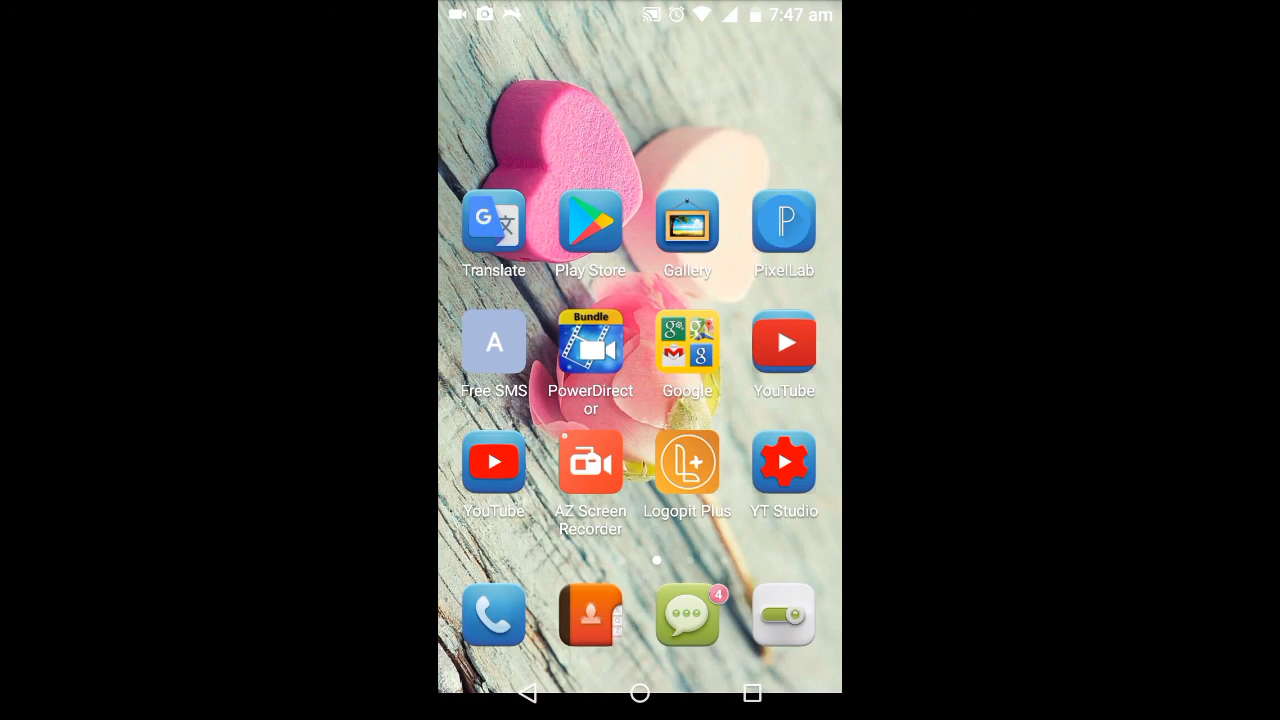 7:47 am
G 文
P
Translate
Play Store
Gallery
PixelLab
A
Bundle
g g
g
Free SMS
PowerDirect
or
Google
YouTube
L+
YouTube
AZ Screen
Recorder
Logopit Plus
YT Studio
4